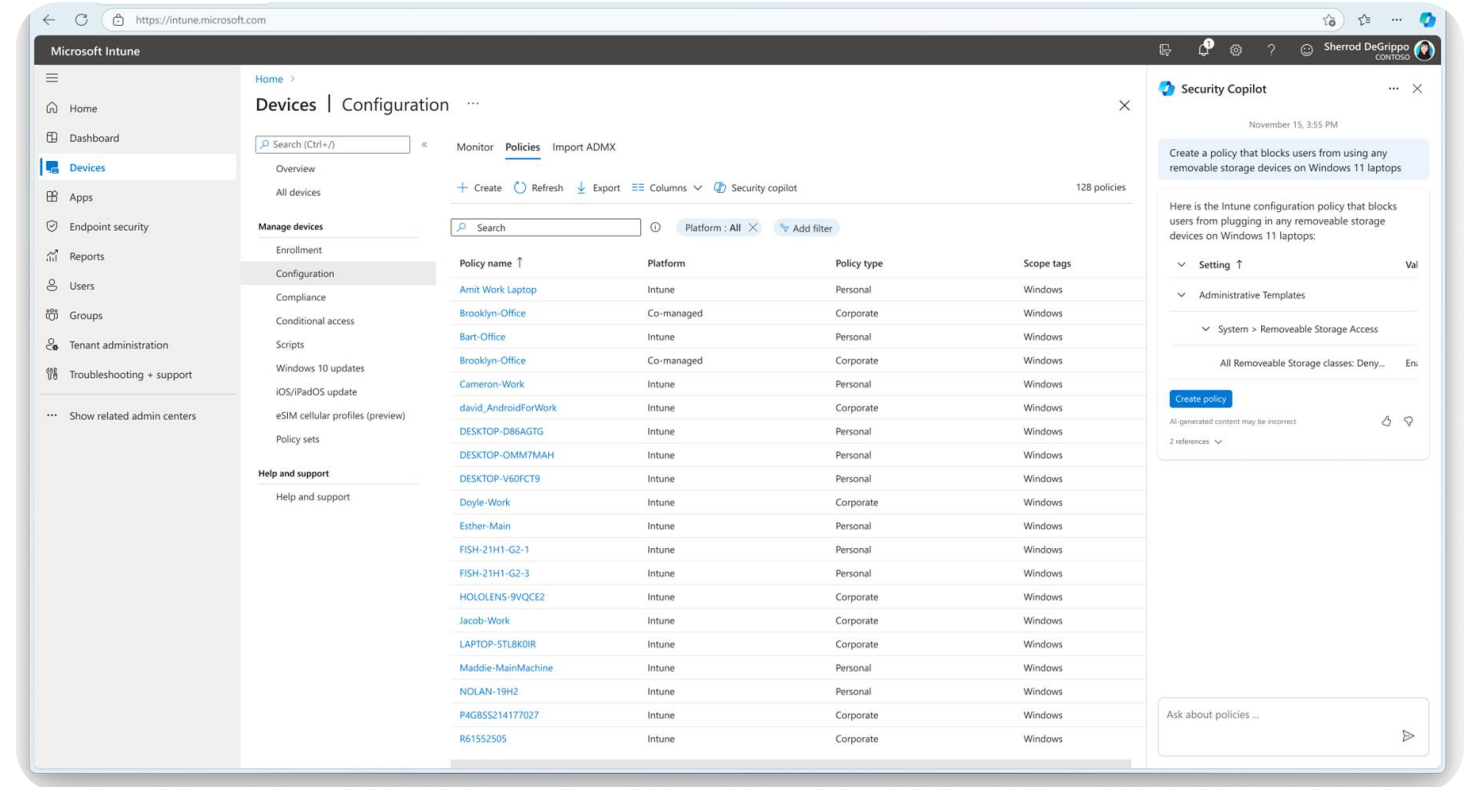 https://intune.microsoft.com
Microsoft Intune
1
Sherrod DeGrippo
CONTOSO
Home
Dashboard
Devices
Apps
Endpoint security
Reports
Users
Groups
Tenant administration
Troubleshooting + support
Show related admin centers
Home >
Devices | Configuration ...
Search (Ctrl+/)
Overview
All devices
Manage devices
Enrollment
Configuration
Compliance
Conditional access
Scripts
Windows 10 updates
iOS/iPadOS update
eSIM cellular profiles (preview)
Policy sets
Help and support
Help and support
Monitor Policies Import ADMX
Create Refresh Export Columns Security copilot 128 policies
Search Platform : All Add filter
Policy name ↑ Platform Policy type Scope tags
Amit Work Laptop Intune Personal Windows
Brooklyn-Office Co-managed Corporate Windows
Bart-Office Intune Personal Windows
Brooklyn-Office Co-managed Corporate Windows
Cameron-Work Intune Personal Windows
david_AndroidForWork Intune Corporate Windows
DESKTOP-D86AGTG Intune Personal Windows
DESKTOP-OMM7MAH Intune Personal Windows
DESKTOP-V60FCT9 Intune Personal Windows
Doyle-Work Intune Corporate Windows
Esther-Main Intune Personal Windows
FISH-21H1-G2-1 Intune Personal Windows
FISH-21H1-G2-3 Intune Personal Windows
HOLOLENS-9VQCE2 Intune Corporate Windows
Jacob-Work Intune Corporate Windows
LAPTOP-5TL8K0IR Intune Corporate Windows
Maddie-MainMachine Intune Personal Windows
NOLAN-19H2 Intune Personal Windows
P4GBSS214177027 Intune Corporate Windows
R61552505 Intune Corporate Windows
Security Copilot
November 15, 3:55 PM
Create a policy that blocks users from using any
removable storage devices on Windows 11 laptops
Here is the Intune configuration policy that blocks
users from plugging in any removeable storage
devices on Windows 11 laptops:
Setting ↑ Val
Administrative Templates
System > Removeable Storage Access
All Removeable Storage classes: Deny... Ena
Create policy
AI-generated content may be incorrect
2 references
Ask about policies ...